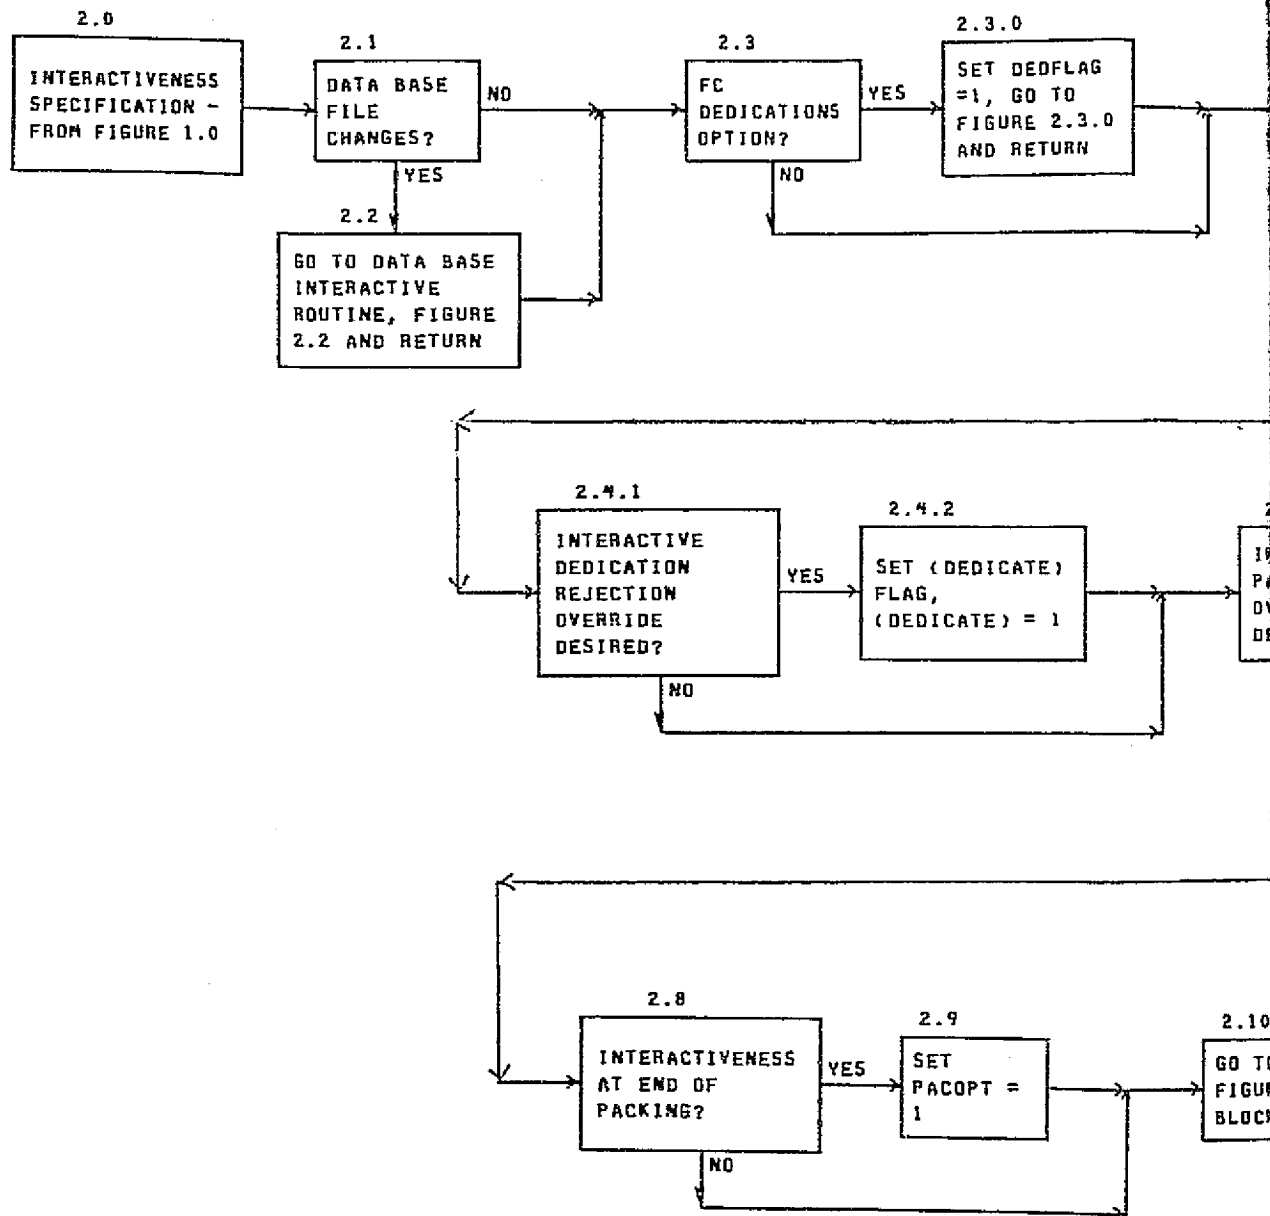 2.0
INTERACTIVENESS
SPECIFICATION -
FROM FIGURE 1.0
2.1
DATA BASE
FILE
CHANGES?
NO
YES
2.2
GO TO DATA BASE
INTERACTIVE
ROUTINE, FIGURE
2.2 AND RETURN
2.3
FC
DEDICATIONS
OPTION?
YES
NO
2.3.0
SET DEDFLAG
=1, GO TO
FIGURE 2.3.0
AND RETURN
2.4.1
INTERACTIVE
DEDICATION
REJECTION
OVERRIDE
DESIRED?
YES
NO
2.4.2
SET (DEDICATE)
FLAG,
(DEDICATE) = 1
2.8
INTERACTIVENESS
AT END OF
PACKING?
YES
NO
2.9
SET
PACOPT =
1
2.10
GO